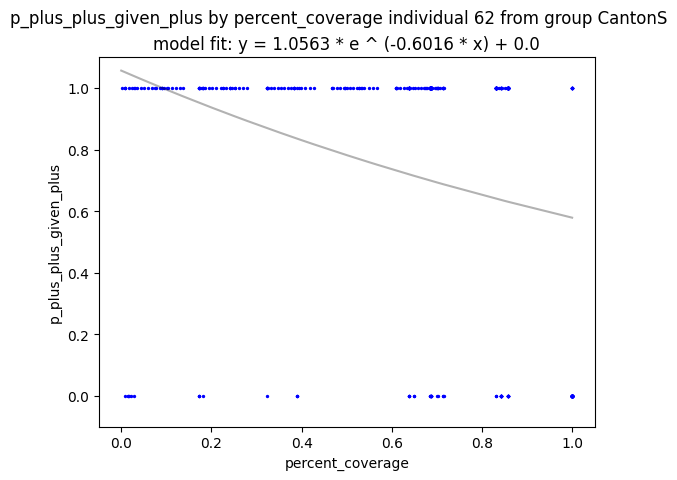 p_plus_plus_given_plus by percent_coverage individual 62 from group CantonS
model fit: y = 1.0563 * e ^ (-0.6016 * x) + 0.0
p_plus_plus_given_plus
1.0
0.8
0.6
0.4
0.2
0.0
0.0 0.2 0.4 0.6 0.8 1.0
percent_coverage